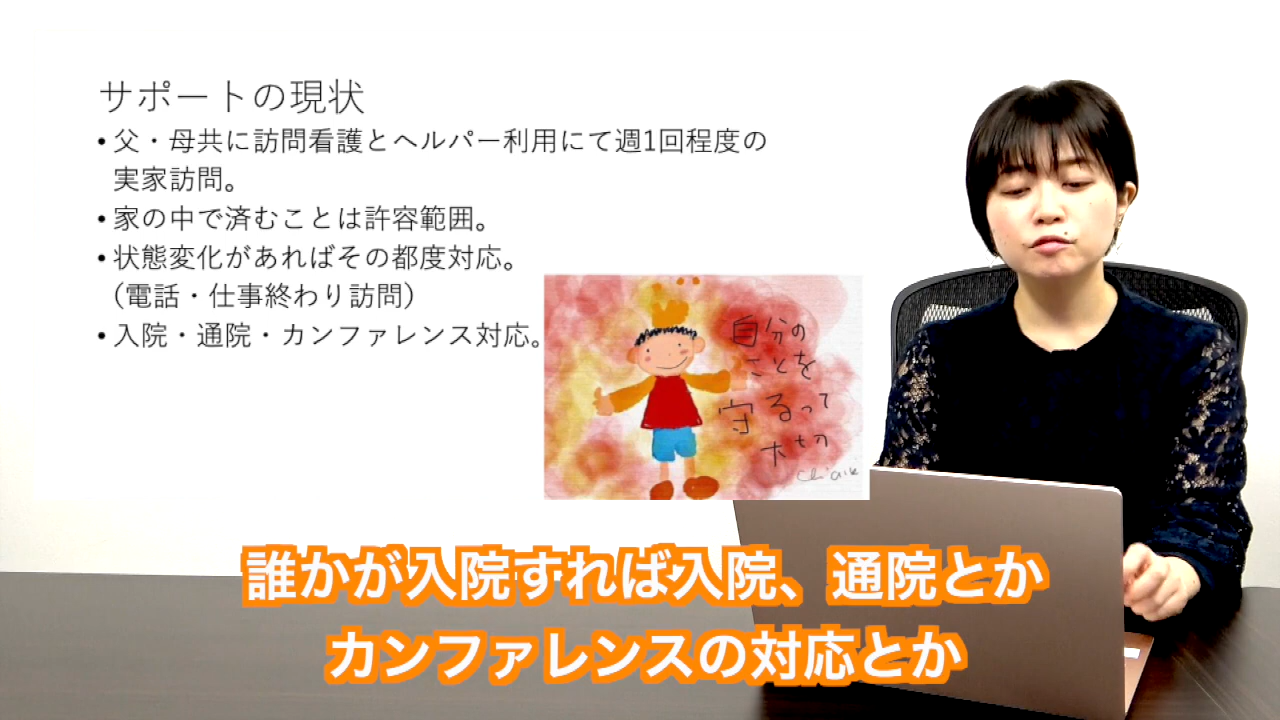 サポートの現状
• 父・母共に訪問看護とヘルパー利用にて週1回程度の
実家訪問。
• 家の中で済むことは許容範囲。
• 状態変化があればその都度対応。
(電話・仕事終わり訪問)
• 入院・通院・カンファレンス対応。
自分の
ことを
守るって
大切
Chiaki
誰かが入院すれば入院、通院とか
カンファレンスの対応とか